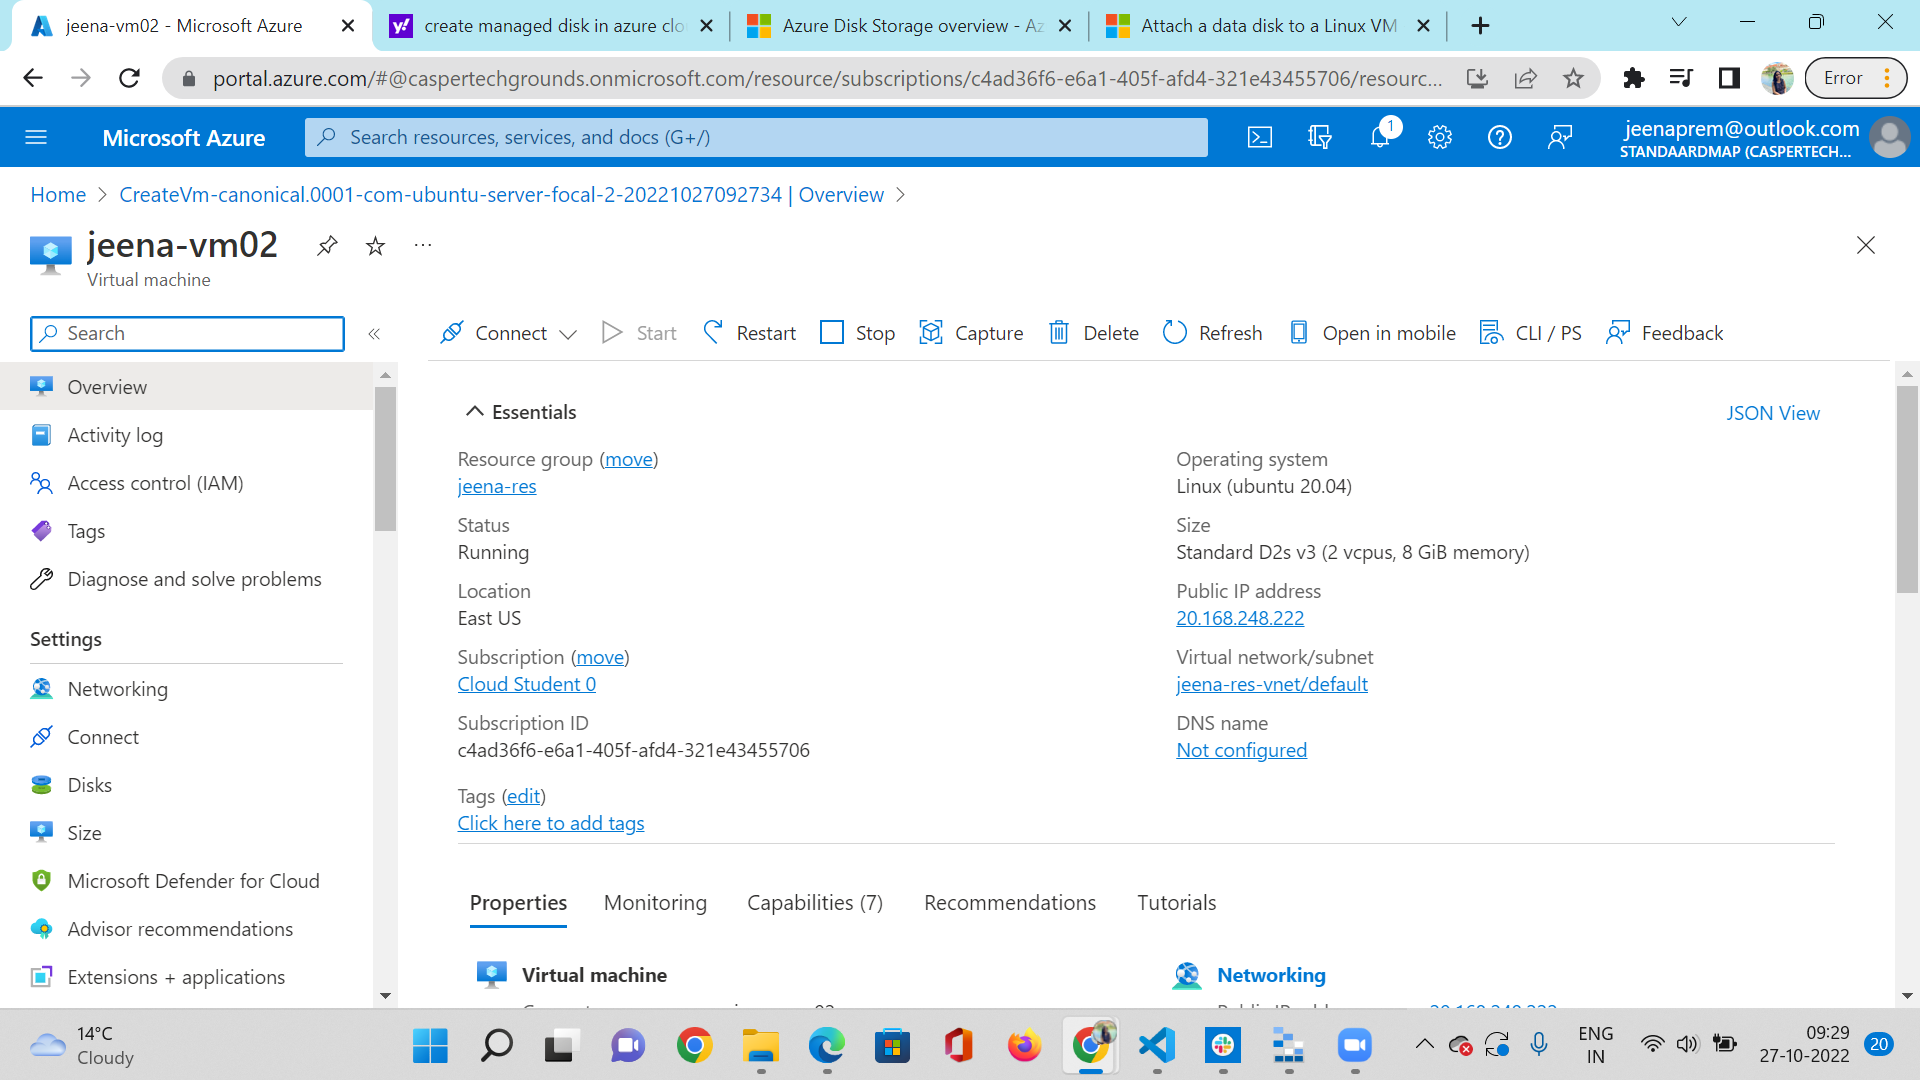 jeena-vm02 - Microsoft Azure
create managed disk in azure clo
Azure Disk Storage overview - Az
Attach a data disk to a Linux VM
portal.azure.com/#@caspertechgrounds.onmicrosoft.com/resource/subscriptions/c4ad36f6-e6a1-405f-afd4-321e43455706/resourc...
Error
Microsoft Azure
Search resources, services, and docs (G+/)
1
jeenaprem@outlook.com
STANDAARDMAP (CASPERTECH...
Home > CreateVm-canonical.0001-com-ubuntu-server-focal-2-20221027092734 | Overview >
jeena-vm02
Virtual machine
Search
Connect
Start
Restart
Stop
Capture
Delete
Refresh
Open in mobile
CLI / PS
Feedback
Overview
Activity log
Access control (IAM)
Tags
Diagnose and solve problems
Settings
Networking
Connect
Disks
Size
Microsoft Defender for Cloud
Advisor recommendations
Extensions + applications
Essentials
JSON View
Resource group (move)
jeena-res
Status
Running
Location
East US
Subscription (move)
Cloud Student 0
Subscription ID
c4ad36f6-e6a1-405f-afd4-321e43455706
Tags (edit)
Click here to add tags
Operating system
Linux (ubuntu 20.04)
Size
Standard D2s v3 (2 vcpus, 8 GiB memory)
Public IP address
20.168.248.222
Virtual network/subnet
jeena-res-vnet/default
DNS name
Not configured
Properties
Monitoring
Capabilities (7)
Recommendations
Tutorials
Virtual machine
Networking
14°C
Cloudy
ENG
IN
09:29
27-10-2022
20